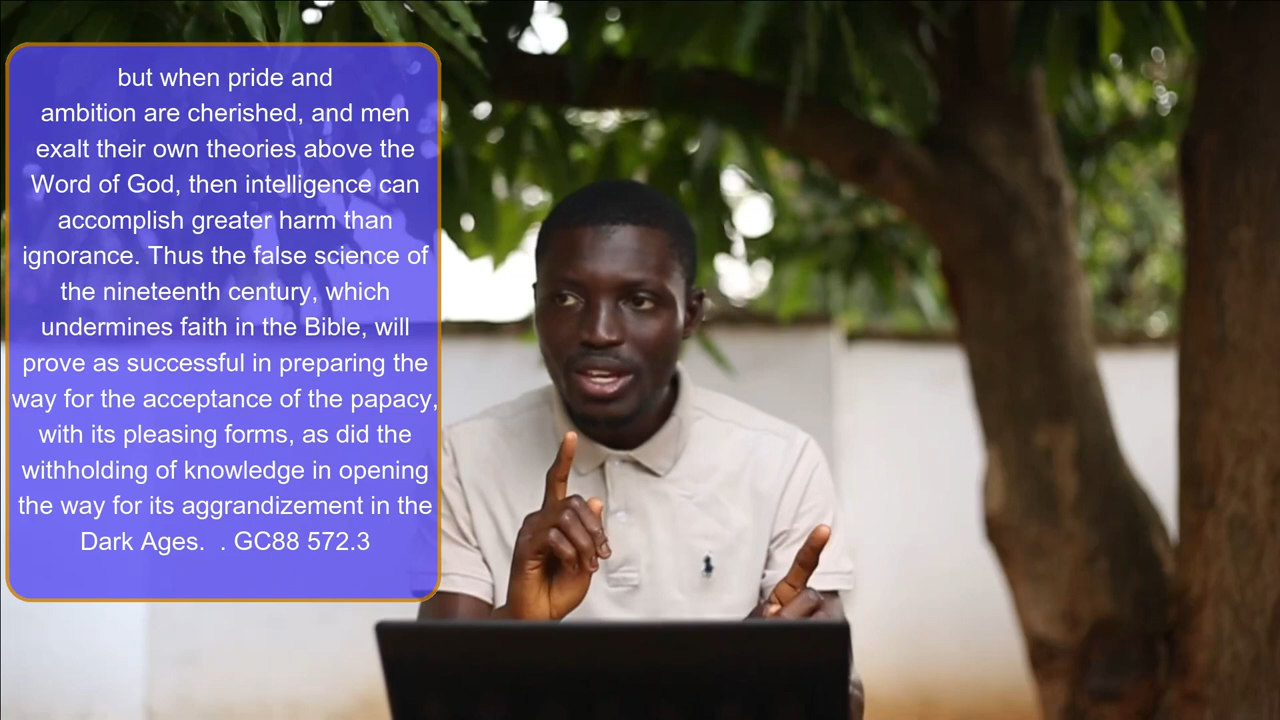 but when pride and
ambition are cherished, and men
exalt their own theories above the
Word of God, then intelligence can
accomplish greater harm than
ignorance. Thus the false science of
the nineteenth century, which
undermines faith in the Bible, will
prove as successful in preparing the
way for the acceptance of the papacy,
with its pleasing forms, as did the
withholding of knowledge in opening
the way for its aggrandizement in the
Dark Ages.  . GC88 572.3